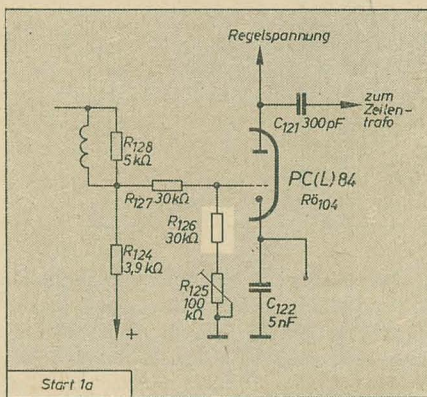 Regelspannung
zum
Zeilen-
trafo
C121 300pF
R128
5kΩ
PC(L)84
Rö104
R127 30kΩ
R126
30kΩ
R124
3,9kΩ
R125
100
kΩ
C122
5nF
+
Start 1a